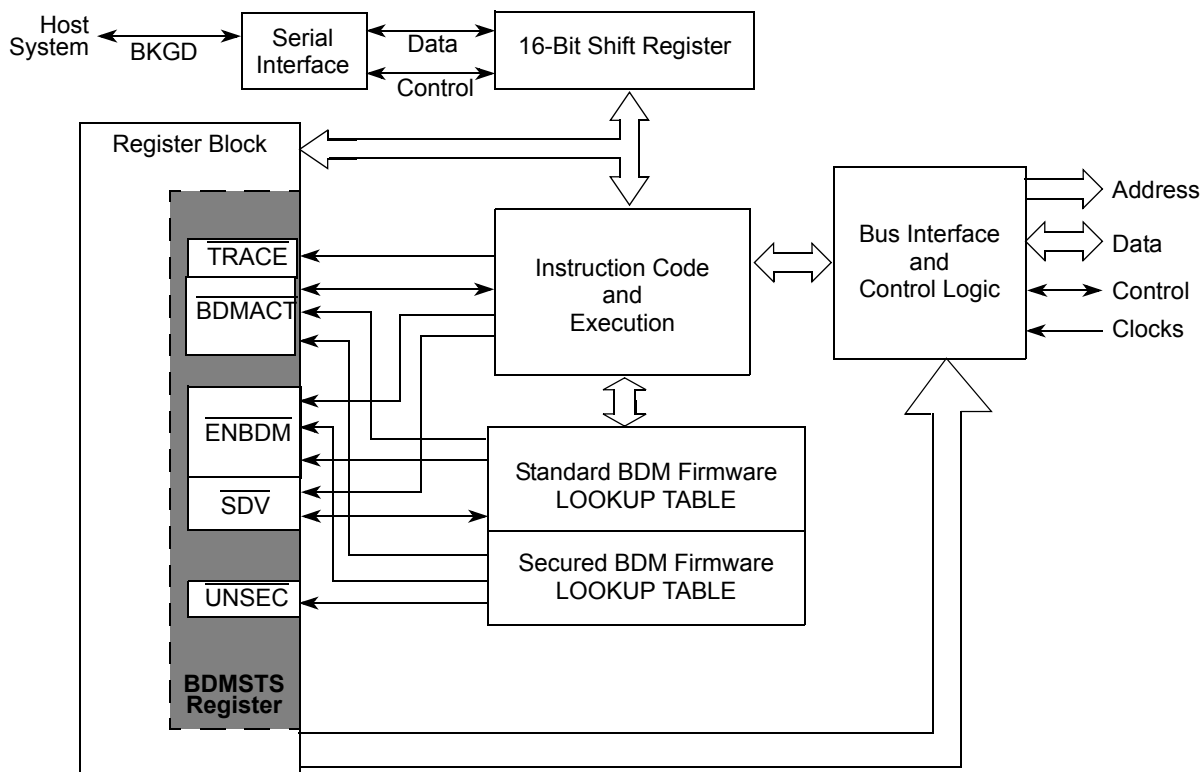 Host
System
BKGD
Serial
Interface
Data
Control
16-Bit Shift Register
Register Block
TRACE
BDMACT
ENBDM
SDV
UNSEC
BDMSTS
Register
Instruction Code
and
Execution
Standard BDM Firmware
LOOKUP TABLE
Secured BDM Firmware
LOOKUP TABLE
Bus Interface
and
Control Logic
Address
Data
Control
Clocks